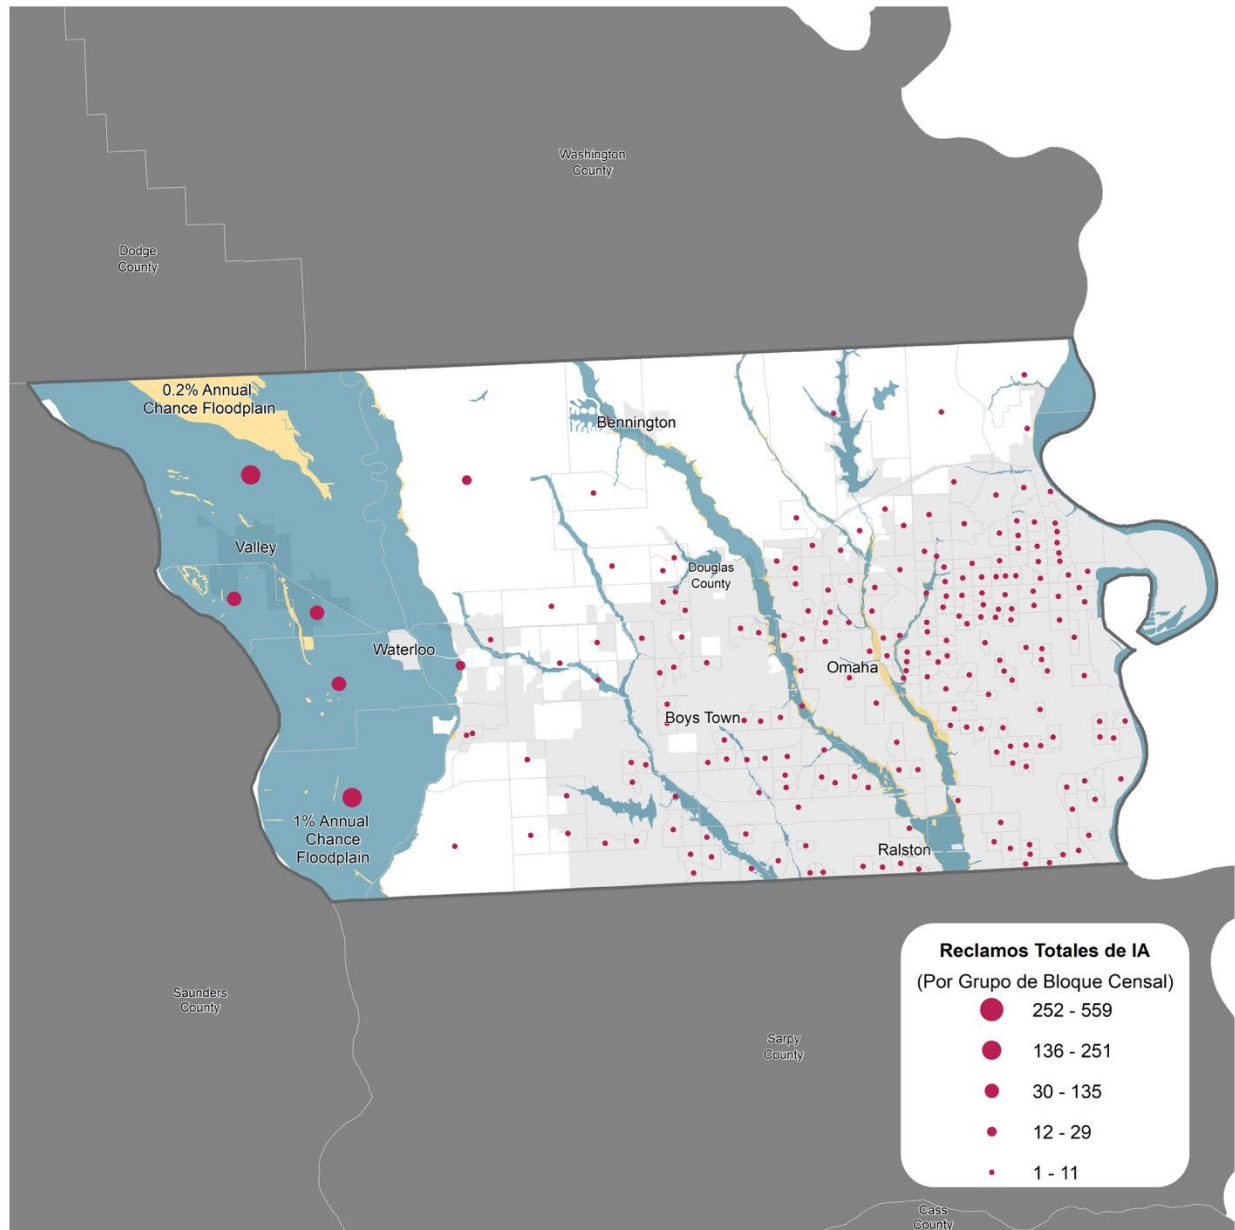 Washington
County
Dodge
County
0.2% Annual
Chance Floodplain
Bennington
Valley
Douglas
County
Waterloo
Omaha
Boys Town
1% Annual
Chance
Floodplain
Ralston
Saunders
County
Sarpy
County
Cass
County
Reclamos Totales de IA
(Por Grupo de Bloque Censal)
252 - 559
136 - 251
30 - 135
12 - 29
1 - 11